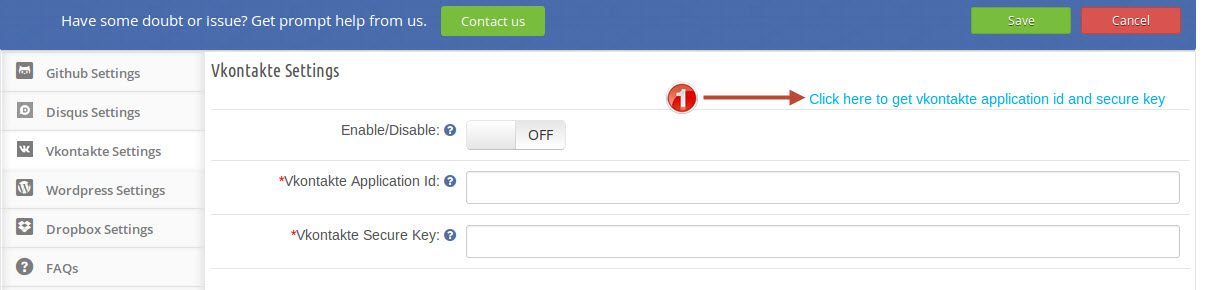 Have some doubt or issue? Get prompt help from us. Contact us Save Cancel
Github Settings
Disqus Settings
Vkontakte Settings
Wordpress Settings
Dropbox Settings
FAQs
Vkontakte Settings
1 Click here to get vkontakte application id and secure key
Enable/Disable: ? OFF
*Vkontakte Application Id: ?
*Vkontakte Secure Key: ?